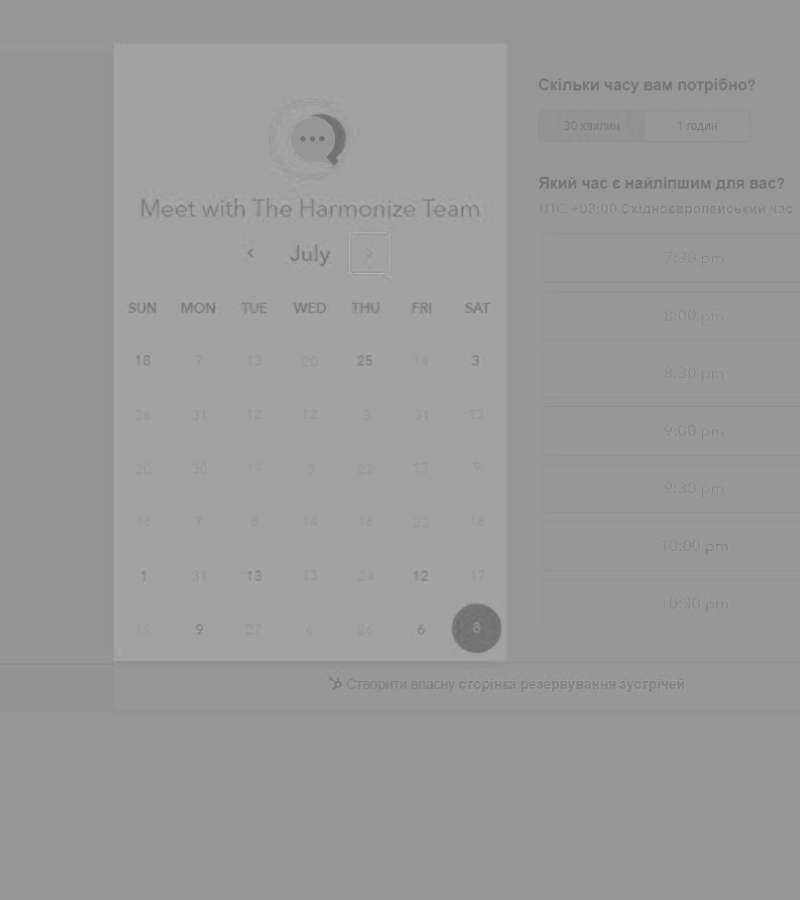 Meet with The Harmonize Team
July
SUN MON TUE WED THU FRI SAT
18 7 13 20 25 14 3
26 31 12 12 3 31 13
20 30 19 3 22 13 9
16 7 8 14 16 22 16
1 31 13 13 24 12 17
19 9 27 4 26 6 8
Скільки часу вам потрібно?
30 хвилин 1 годин
Який час є найліпшим для вас?
UTC +03:00 Східноєвропейський час
7:30 pm
8:00 pm
8:30 pm
9:00 pm
9:30 pm
10:00 pm
10:30 pm
Створити власну сторінка резервування зустрічей